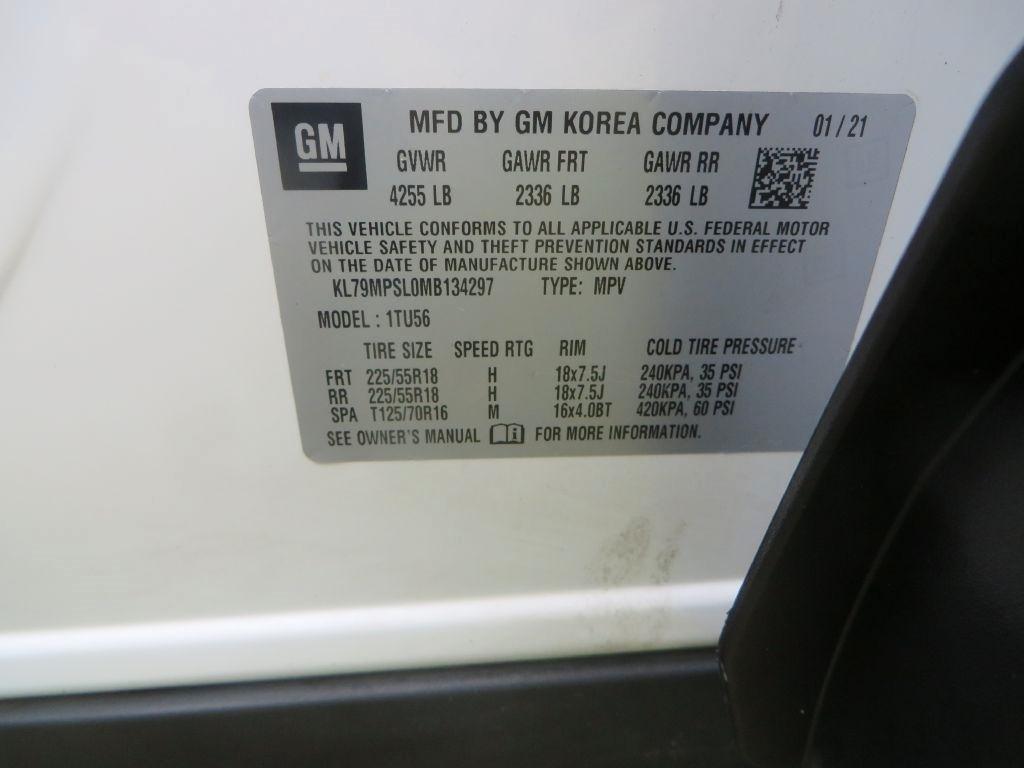 GM
MFD BY GM KOREA COMPANY 01 / 21
GVWR GAWR FRT GAWR RR
4255 LB 2336 LB 2336 LB
THIS VEHICLE CONFORMS TO ALL APPLICABLE U.S. FEDERAL MOTOR
VEHICLE SAFETY AND THEFT PREVENTION STANDARDS IN EFFECT
ON THE DATE OF MANUFACTURE SHOWN ABOVE.
KL79MPSL0MB134297 TYPE: MPV
MODEL : 1TU56
TIRE SIZE SPEED RTG RIM COLD TIRE PRESSURE
FRT 225/55R18 H 18x7.5J 240KPA, 35 PSI
RR 225/55R18 H 18x7.5J 240KPA, 35 PSI
SPA T125/70R16 M 16x4.0BT 420KPA, 60 PSI
SEE OWNER'S MANUAL FOR MORE INFORMATION.